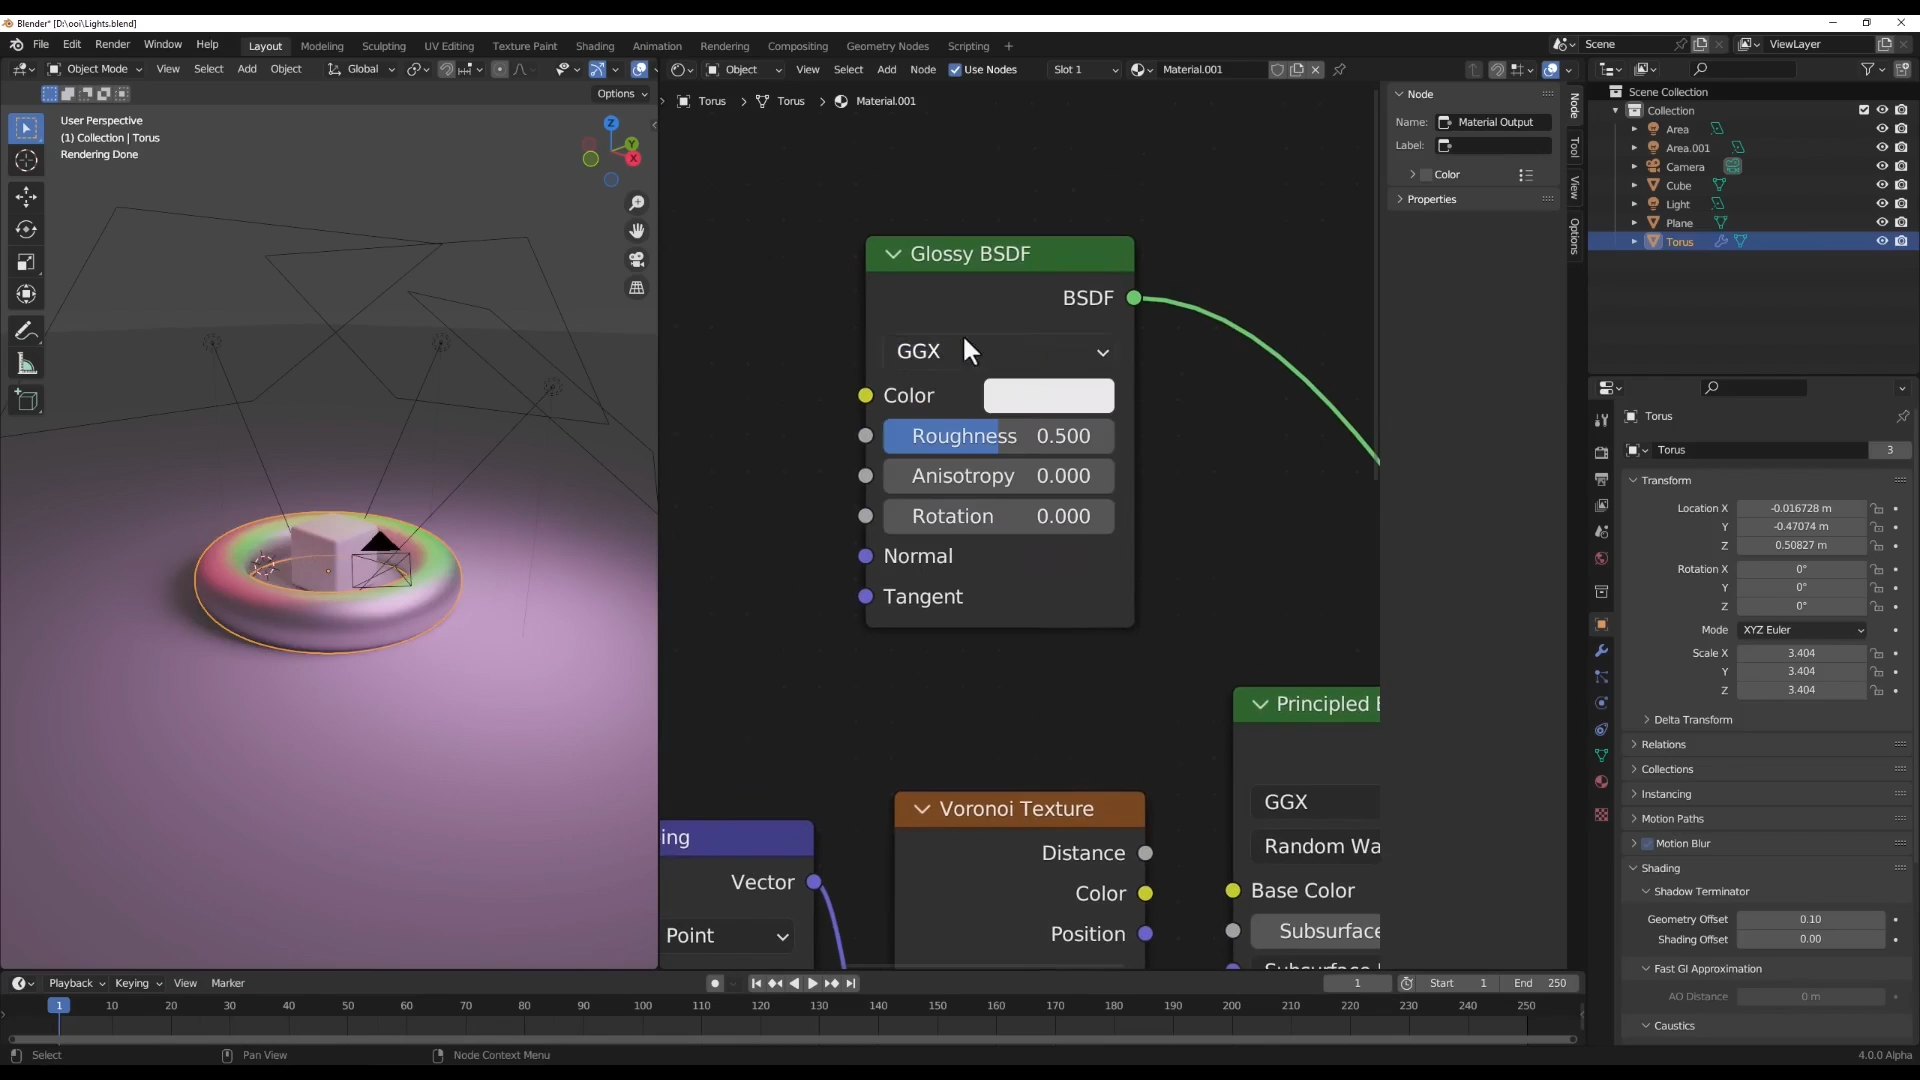 Blender* [D:\ooi\Lights.blend]
File Edit Render Window Help Layout Modeling Sculpting UV Editing Texture Paint Shading Animation Rendering Compositing Geometry Nodes Scripting + Scene ViewLayer
Object Mode View Select Add Object Global Object View Select Add Node Use Nodes Slot 1 Material.001
Options
User Perspective
(1) Collection | Torus
Rendering Done
Z
Y
X
Torus > Torus > Material.001
Glossy BSDF
BSDF
GGX
Color
Roughness 0.500
Anisotropy 0.000
Rotation 0.000
Normal
Tangent
Principled
GGX
Random Wa
Base Color
Subsurface
Voronoi Texture
Distance
Color
Position
ing
Vector
Point
Node
Name: Material Output
Label:
Color
Properties
Node
Tool
View
Options
Scene Collection
Collection
Area
Area.001
Camera
Cube
Light
Plane
Torus
Torus
Torus 3
Transform
Location X -0.016728 m
Y -0.47074 m
Z 0.50827 m
Rotation X 0°
Y 0°
Z 0°
Mode XYZ Euler
Scale X 3.404
Y 3.404
Z 3.404
Delta Transform
Relations
Collections
Instancing
Motion Paths
Motion Blur
Shading
Shadow Terminator
Geometry Offset 0.10
Shading Offset 0.00
Fast GI Approximation
AO Distance 0 m
Caustics
Playback Keying View Marker 1 Start 1 End 250
1 10 20 30 40 50 60 70 80 90 100 110 120 130 140 150 160 170 180 190 200 210 220 230 240 250
Select Pan View Node Context Menu 4.0.0 Alpha